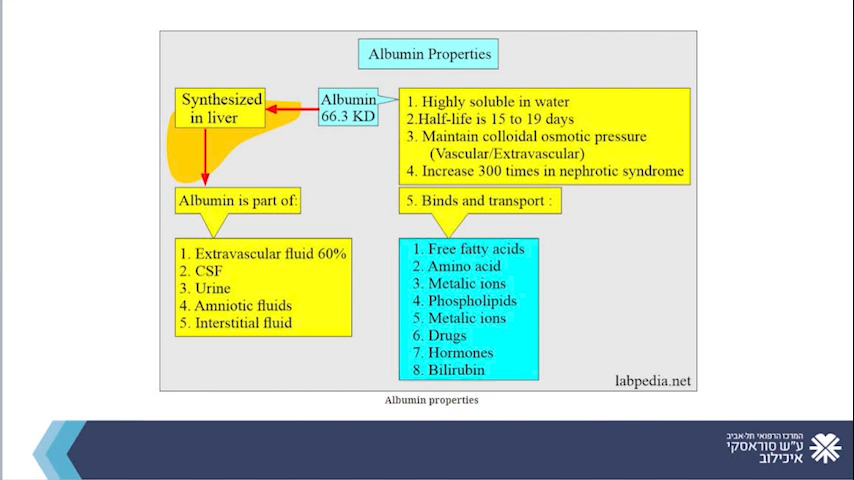 Albumin Properties
Synthesized
in liver
Albumin
66.3 KD
1. Highly soluble in water
2.Half-life is 15 to 19 days
3. Maintain colloidal osmotic pressure
(Vascular/Extravascular)
4. Increase 300 times in nephrotic syndrome
Albumin is part of:
5. Binds and transport :
1. Extravascular fluid 60%
2. CSF
3. Urine
4. Amniotic fluids
5. Interstitial fluid
1. Free fatty acids
2. Amino acid
3. Metalic ions
4. Phospholipids
5. Metalic ions
6. Drugs
7. Hormones
8. Bilirubin
labpedia.net
Albumin properties
המרכז הרפואי תל-אביב
ע"ש סוראסקי
איכילוב